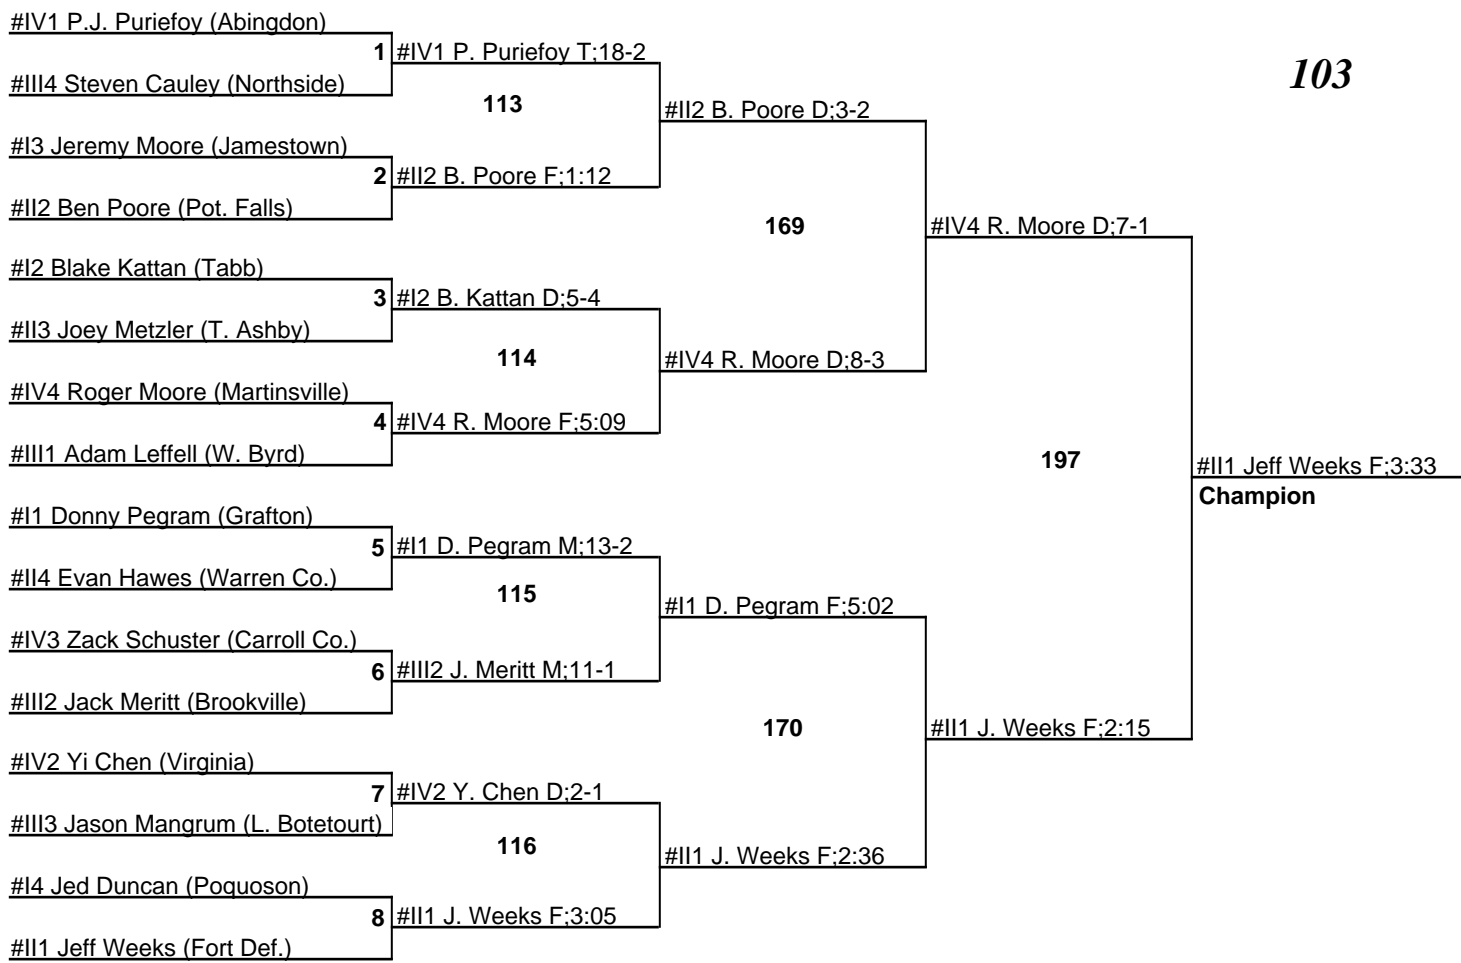 #IV1 P.J. Puriefoy (Abingdon)
1 #IV1 P. Puriefoy T;18-2
103
#III4 Steven Cauley (Northside)
113
#II2 B. Poore D;3-2
#I3 Jeremy Moore (Jamestown)
2 #II2 B. Poore F;1:12
#II2 Ben Poore (Pot. Falls)
169
#IV4 R. Moore D;7-1
#I2 Blake Kattan (Tabb)
3 #I2 B. Kattan D;5-4
#II3 Joey Metzler (T. Ashby)
114
#IV4 R. Moore D;8-3
#IV4 Roger Moore (Martinsville)
4 #IV4 R. Moore F;5:09
#III1 Adam Leffell (W. Byrd)
197
#II1 Jeff Weeks F;3:33
Champion
#I1 Donny Pegram (Grafton)
5 #I1 D. Pegram M;13-2
#II4 Evan Hawes (Warren Co.)
115
#I1 D. Pegram F;5:02
#IV3 Zack Schuster (Carroll Co.)
6 #III2 J. Meritt M;11-1
#III2 Jack Meritt (Brookville)
170
#II1 J. Weeks F;2:15
#IV2 Yi Chen (Virginia)
7 #IV2 Y. Chen D;2-1
#III3 Jason Mangrum (L. Botetourt)
116
#II1 J. Weeks F;2:36
#I4 Jed Duncan (Poquoson)
8 #II1 J. Weeks F;3:05
#II1 Jeff Weeks (Fort Def.)